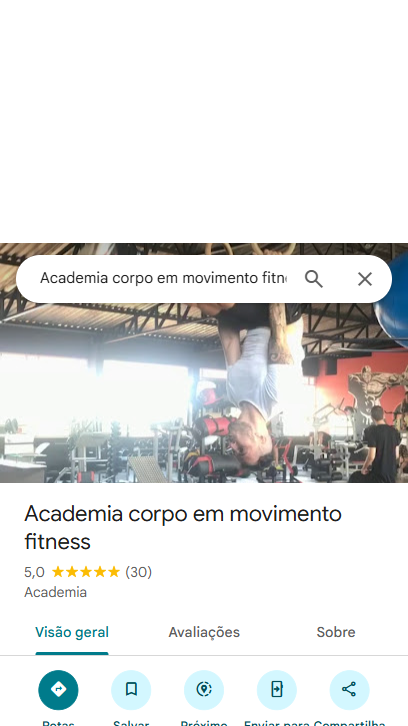 Academia corpo em movimento fitn
Academia corpo em movimento
fitness
5,0 (30)
Academia
Visão geral Avaliações Sobre
Rotas Salvar Próximo Enviar para Compartilha